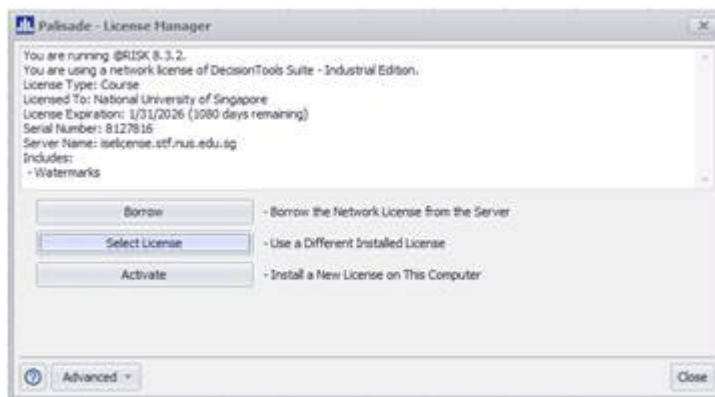 Palisade - License Manager
You are running @RISK 8.3.2.
You are using a network license of DecisionTools Suite - Industrial Edition.
License Type: Course
Licensed To: National University of Singapore
License Expiration: 1/31/2026 (1080 days remaining)
Serial Number: 8127816
Server Name: iselicense.stf.nus.edu.sg
Includes:
- Watermarks
Borrow - Borrow the Network License from the Server
Select License - Use a Different Installed License
Activate - Install a New License on This Computer
? Advanced Close